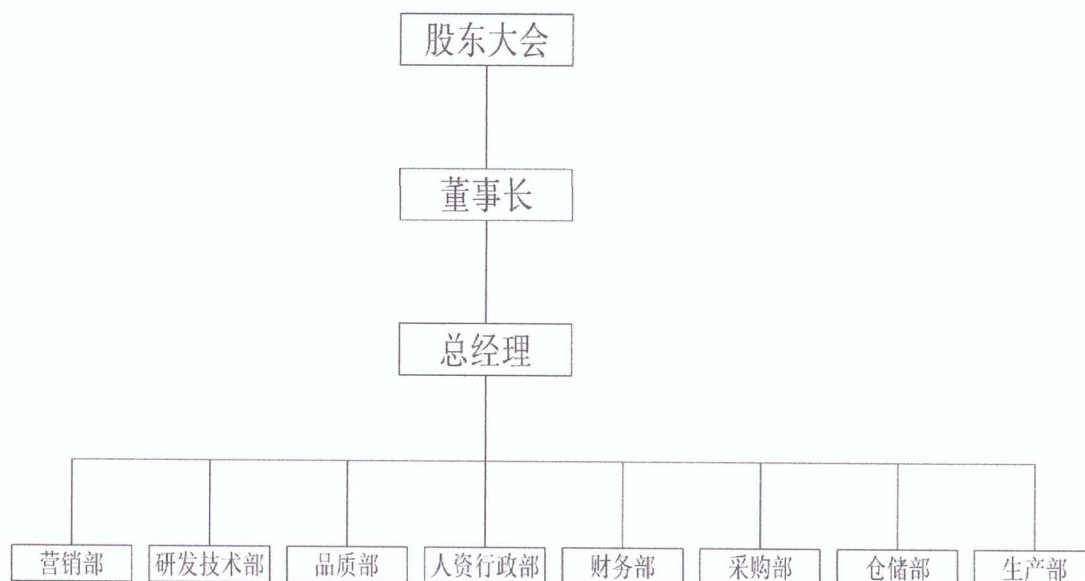 股东大会
董事长
总经理
营销部
研发技术部
品质部
人资行政部
财务部
采购部
仓储部
生产部